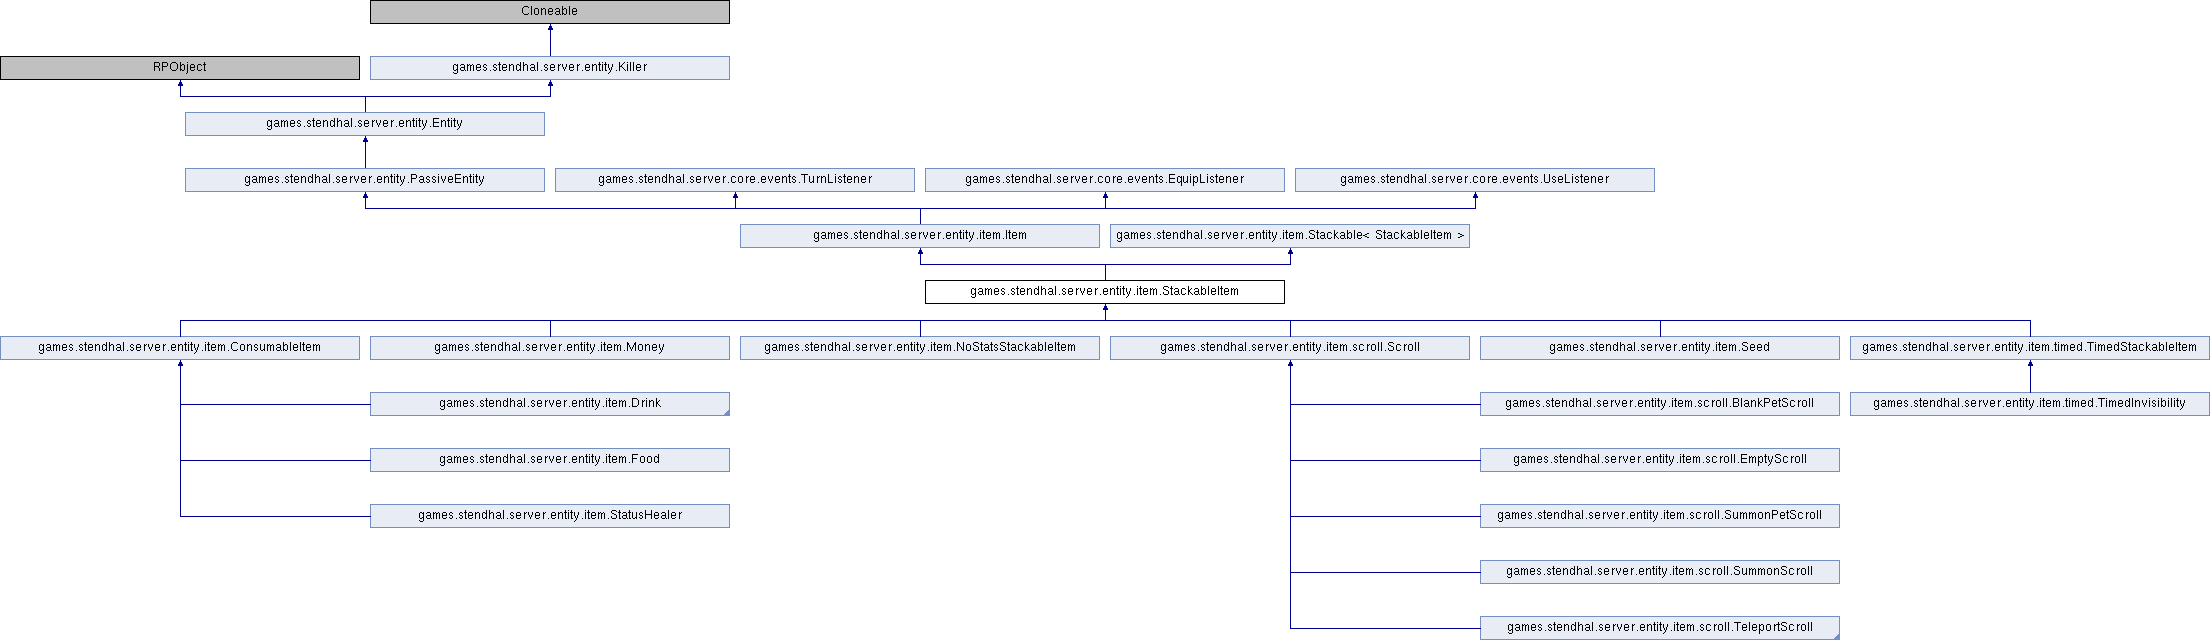 Cloneable
RPObject
games.stendhal.server.entity.Killer
games.stendhal.server.entity.Entity
games.stendhal.server.entity.PassiveEntity
games.stendhal.server.core.events.TurnListener
games.stendhal.server.core.events.EquipListener
games.stendhal.server.core.events.UseListener
games.stendhal.server.entity.item.Item
games.stendhal.server.entity.item.Stackable< StackableItem >
games.stendhal.server.entity.item.StackableItem
games.stendhal.server.entity.item.ConsumableItem
games.stendhal.server.entity.item.Money
games.stendhal.server.entity.item.NoStatsStackableItem
games.stendhal.server.entity.item.scroll.Scroll
games.stendhal.server.entity.item.Seed
games.stendhal.server.entity.item.timed.TimedStackableItem
games.stendhal.server.entity.item.Drink
games.stendhal.server.entity.item.scroll.BlankPetScroll
games.stendhal.server.entity.item.timed.TimedInvisibility
games.stendhal.server.entity.item.Food
games.stendhal.server.entity.item.scroll.EmptyScroll
games.stendhal.server.entity.item.StatusHealer
games.stendhal.server.entity.item.scroll.SummonPetScroll
games.stendhal.server.entity.item.scroll.SummonScroll
games.stendhal.server.entity.item.scroll.TeleportScroll